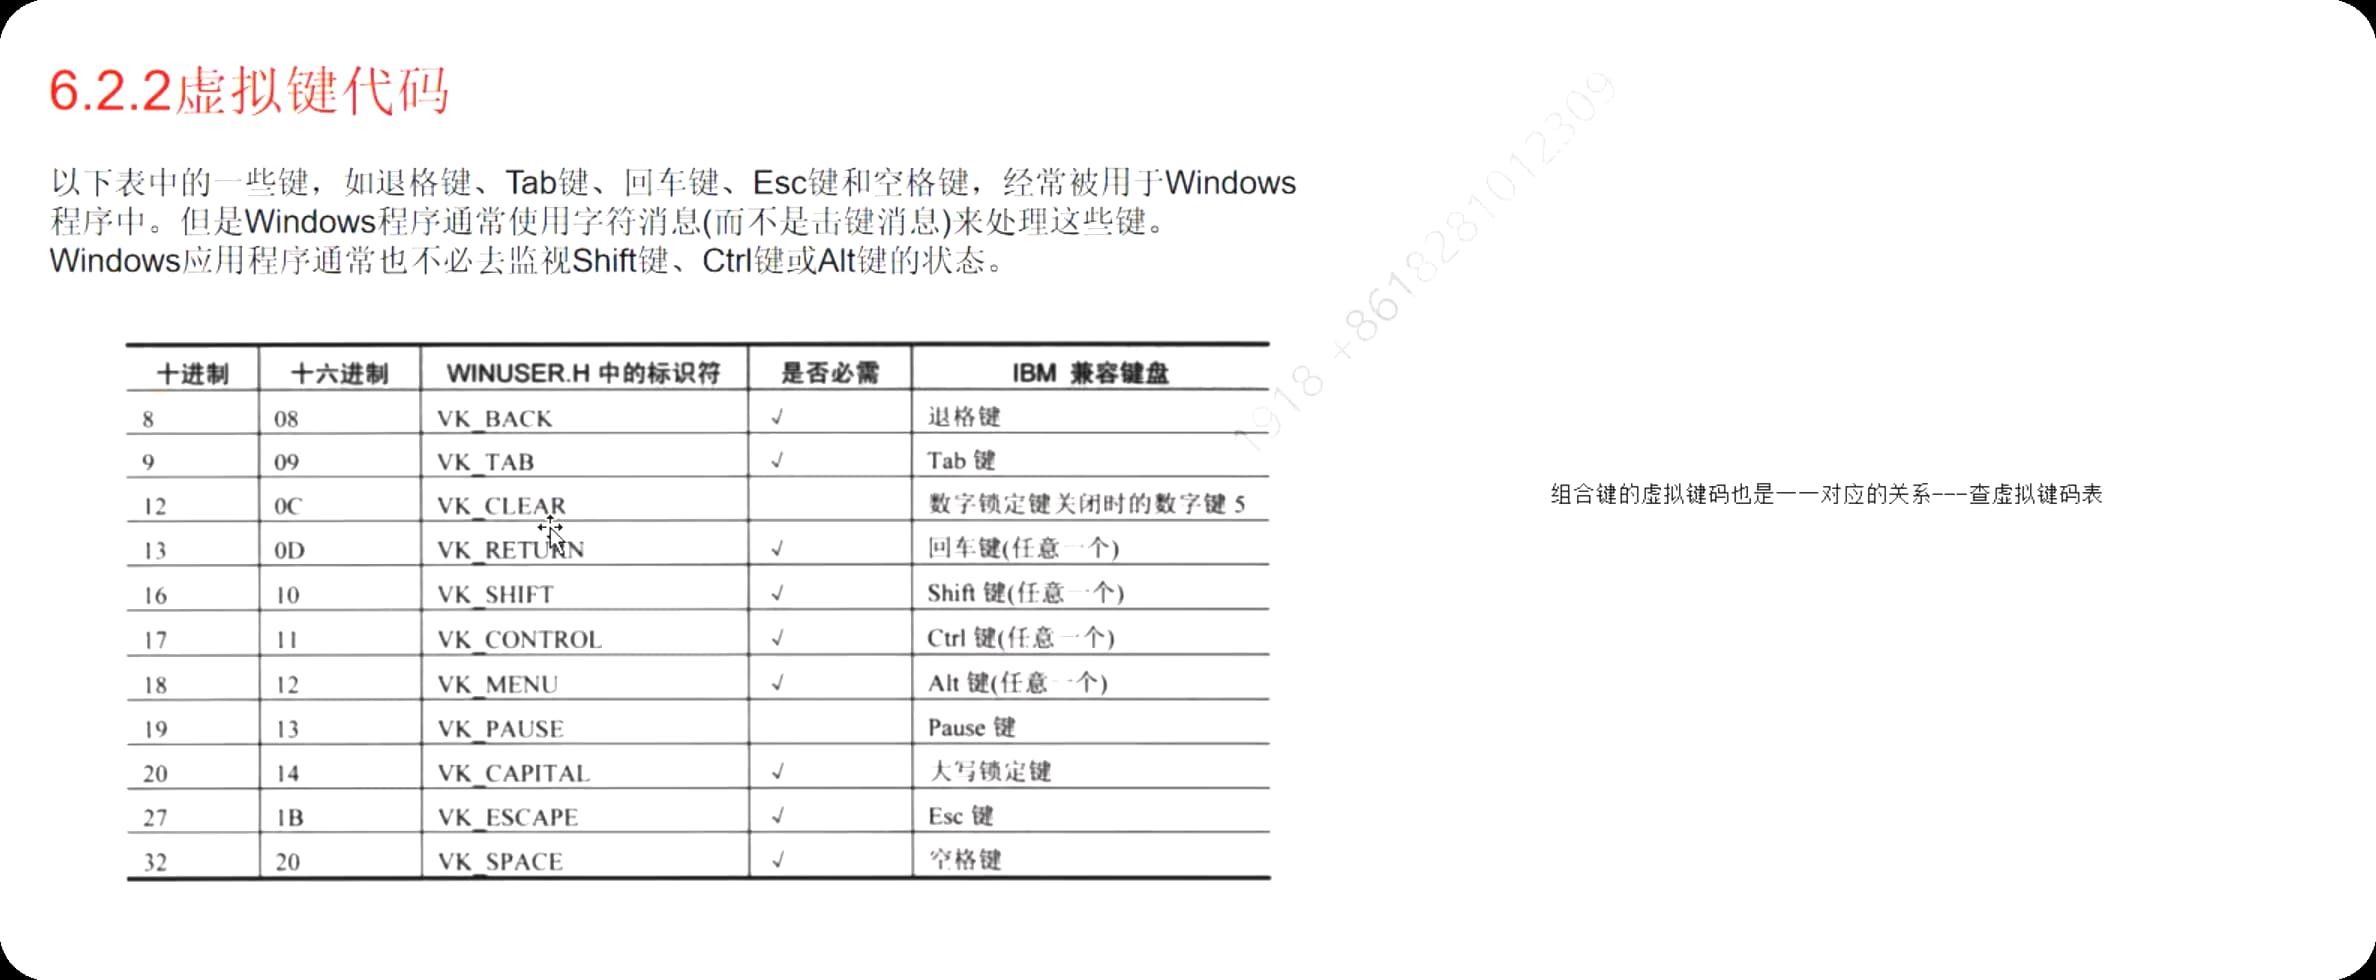 6.2.2虚拟键代码
以下表中的一些键，如退格键、Tab键、回车键、Esc键和空格键，经常被用于Windows
程序中。但是Windows程序通常使用字符消息(而不是击键消息)来处理这些键。
Windows应用程序通常也不必去监视Shift键、Ctrl键或Alt键的状态。
十进制 十六进制 WINUSER.H 中的标识符 是否必需 IBM 兼容键盘
8 08 VK_BACK √ 退格键
9 09 VK_TAB √ Tab 键
12 0C VK_CLEAR 数字锁定键关闭时的数字键 5
13 0D VK_RETURN √ 回车键(任意一个)
16 10 VK_SHIFT √ Shift 键(任意一个)
17 11 VK_CONTROL √ Ctrl 键(任意一个)
18 12 VK_MENU √ Alt 键(任意一个)
19 13 VK_PAUSE Pause 键
20 14 VK_CAPITAL √ 大写锁定键
27 1B VK_ESCAPE √ Esc 键
32 20 VK_SPACE √ 空格键
组合键的虚拟键码也是一一对应的关系---查虚拟键码表
1918 +8618281012309